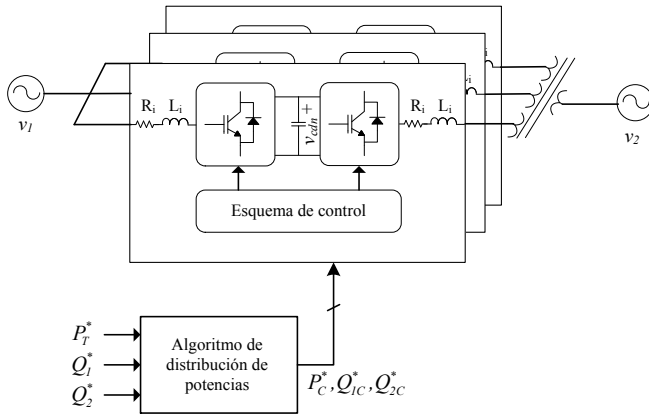 v1
Ri Li
+
vcdn
Ri Li
Li
i
v2
Esquema de control
P*T
Q*1
Q*2
Algoritmo de
distribución de
potencias
P*C, Q*1C, Q*2C